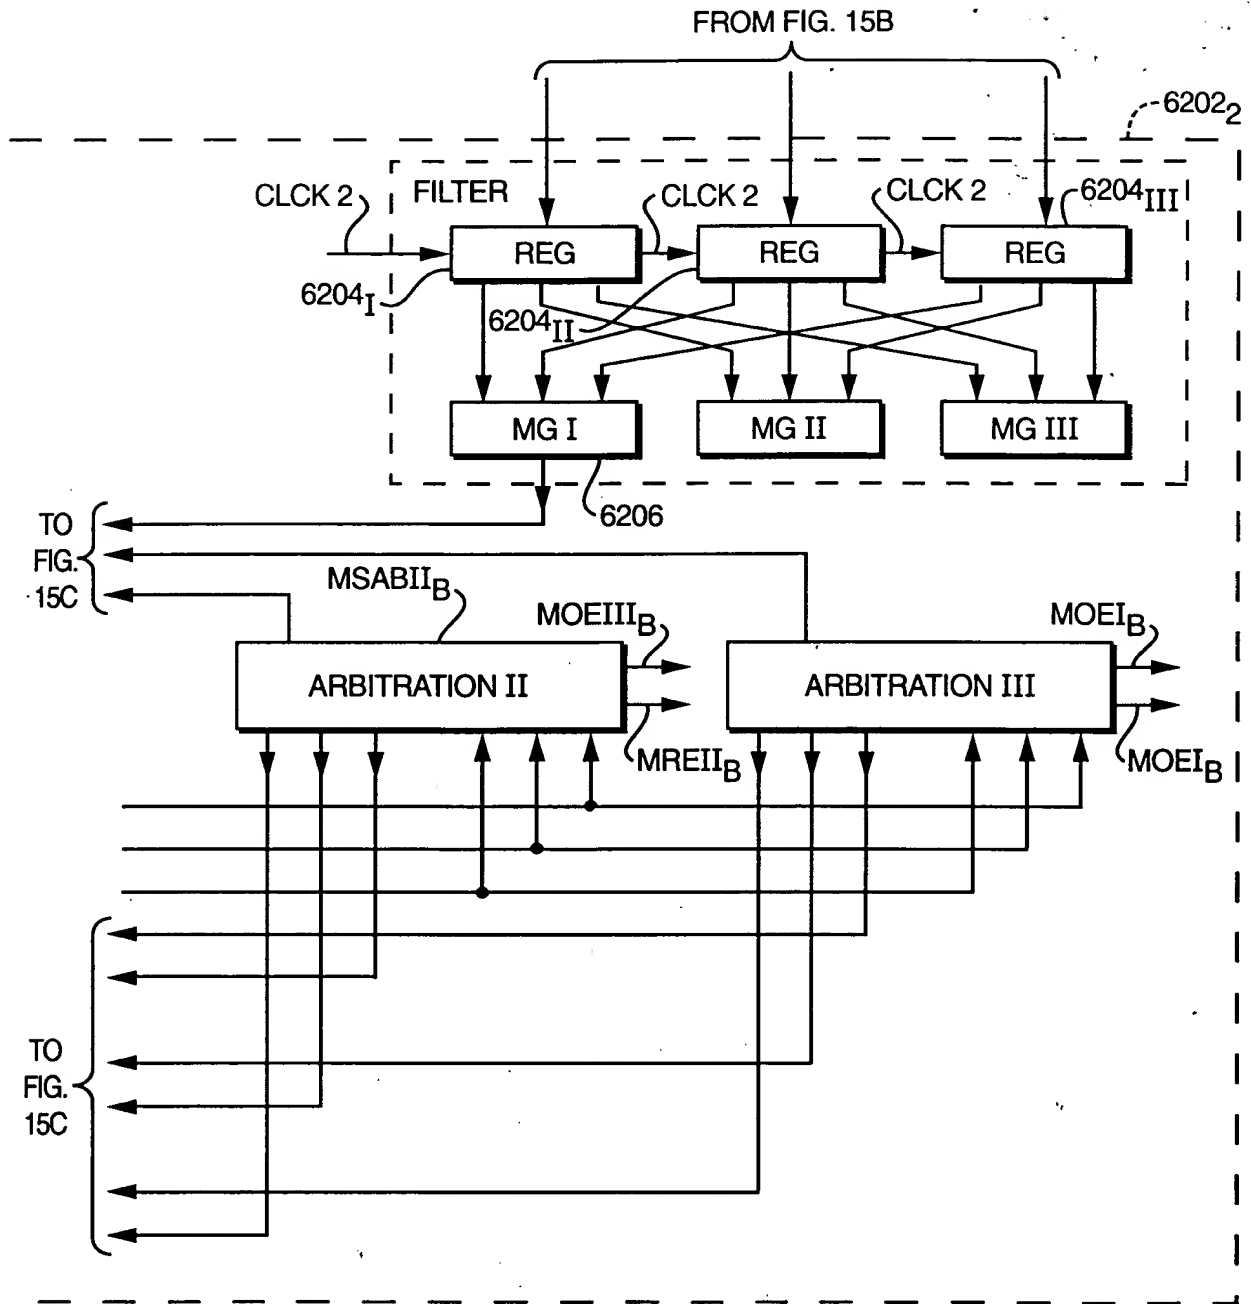 FROM FIG. 15B
6202₂
FILTER
CLCK 2
CLCK 2
CLCK 2
6204III
REG
REG
REG
6204I
6204II
MG I
MG II
MG III
6206
TO
FIG.
15C
MSABIIB
MOEIIIB
MOEIB
ARBITRATION II
ARBITRATION III
MREIIB
MOEIB
TO
FIG.
15C